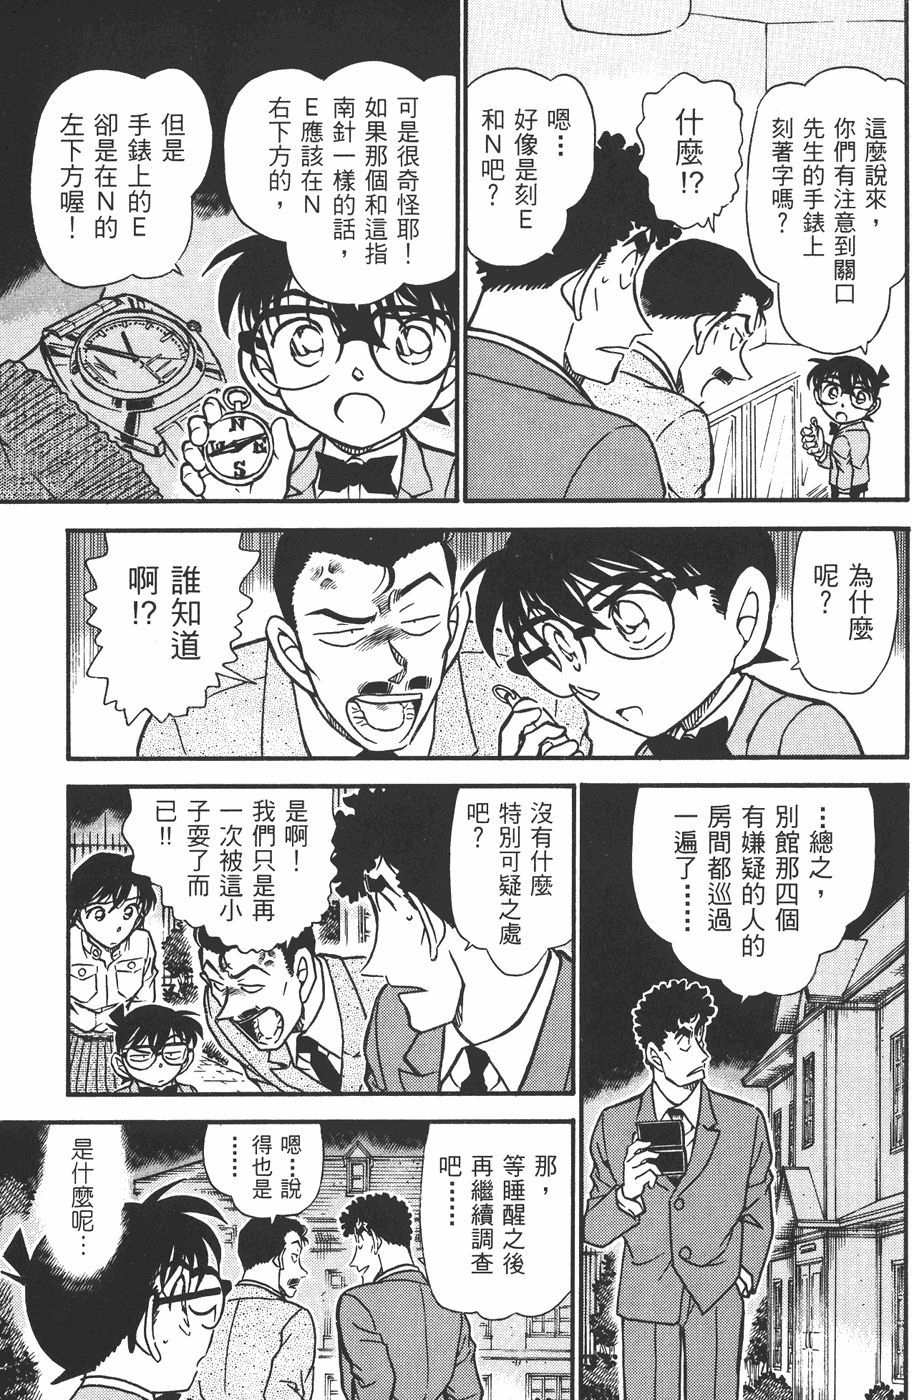 這麼說來，
你們有注意到關口
先生的手錶上
刻著字嗎？
什麼!?
嗯…
好像是刻E
和N吧？
可是很奇怪耶！
如果那個和這指
南針一樣的話，
E應該在N
右下方的，
但是
手錶上的E
卻是在N的
左下方喔！
N
W
E
S
為什麼
呢？
誰知道
啊!?
…總之，
別館那四個
有嫌疑的人的
房間都巡過
一遍了……
沒有什麼
特別可疑之處
吧？
是啊！
我們只是再
一次被這小
子耍了而
已!!
那，
等睡醒之後
再繼續調查
吧……
嗯…說
得也是
……
是什麼呢…